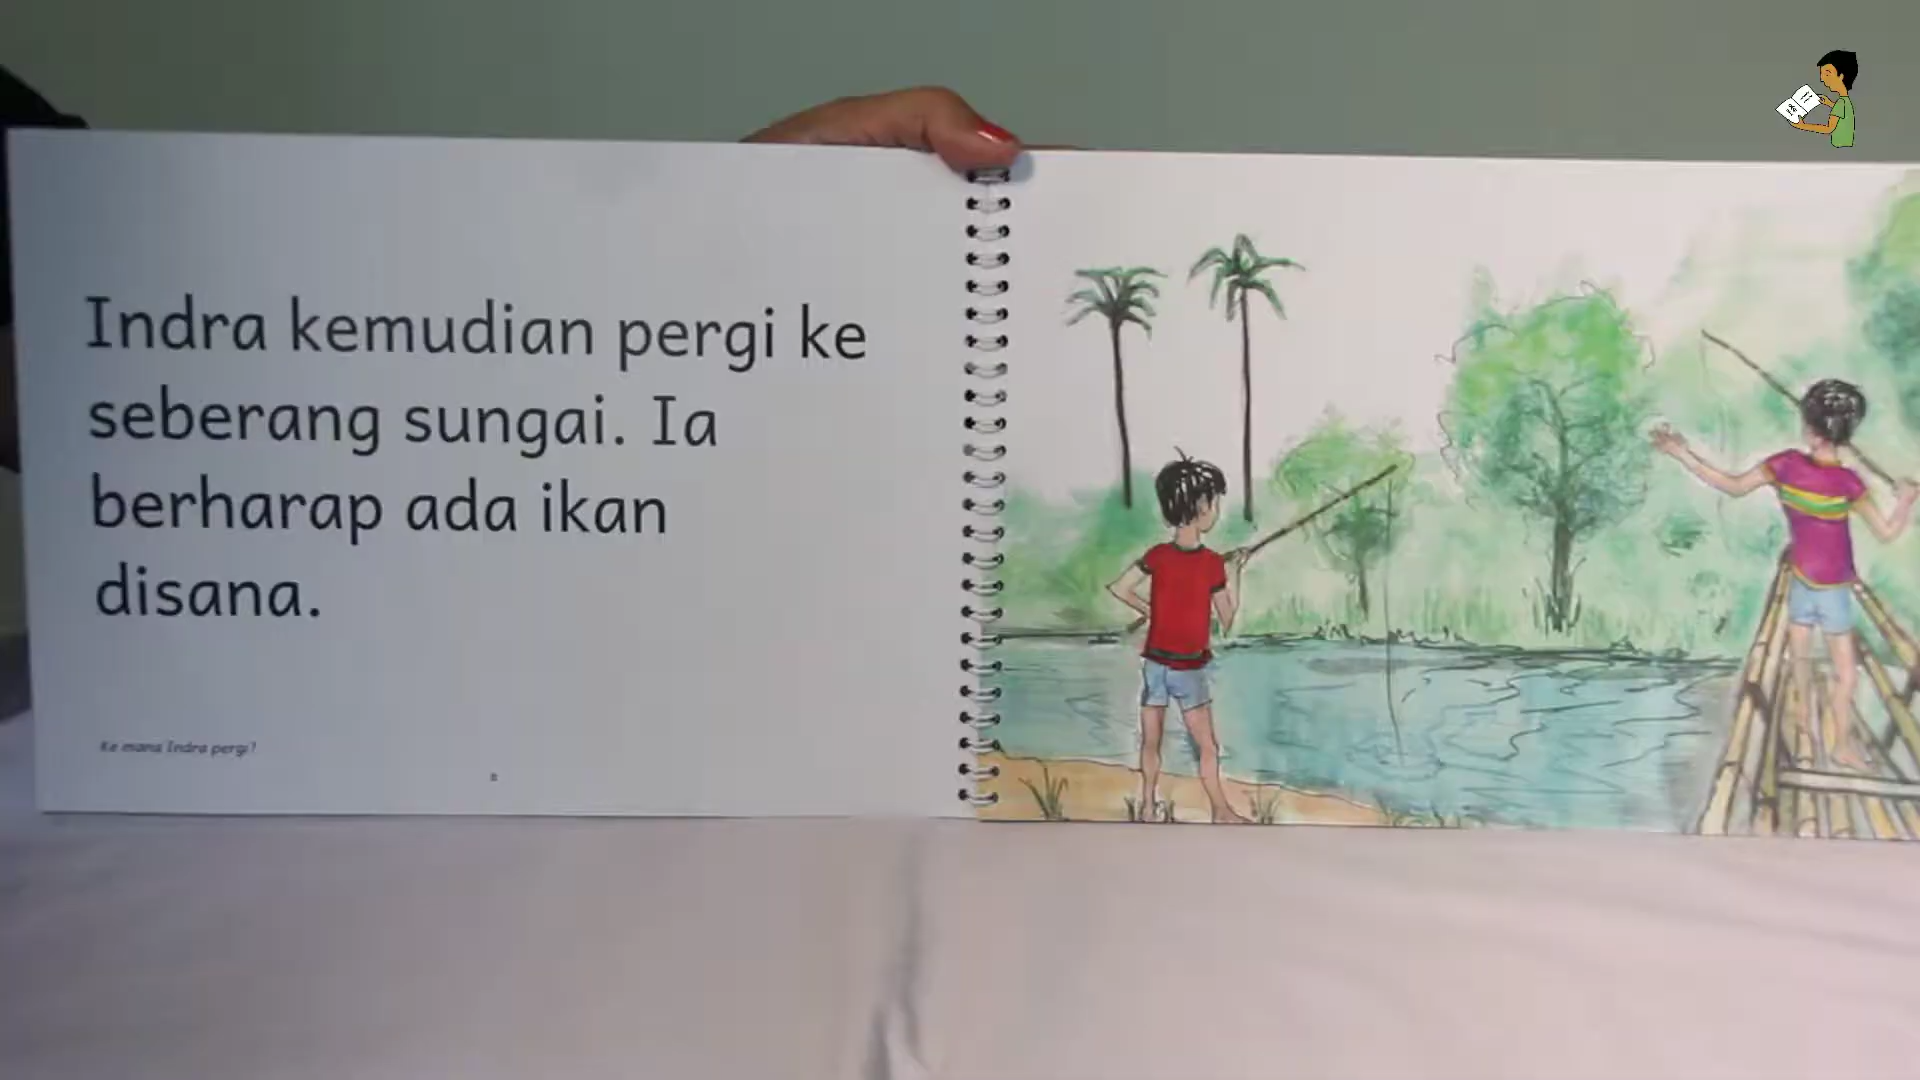 Indra kemudian pergi ke
seberang sungai. Ia
berharap ada ikan
disana.
Ke mana Indra pergi?